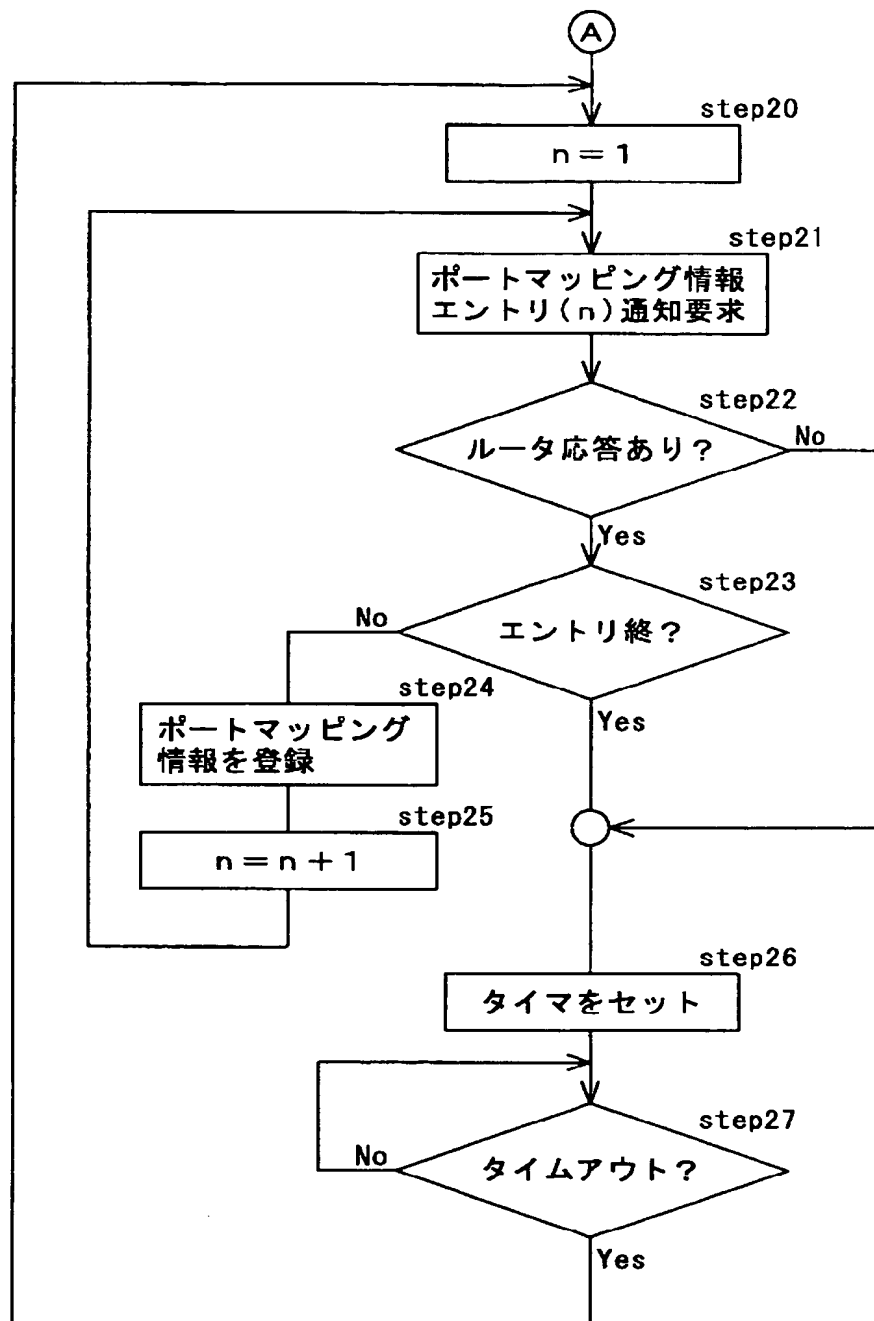 A
step20
n=1
step21
ポートマッピング情報
エントリ(n)通知要求
step22
ルータ応答あり?
No
Yes
step23
エントリ終?
No
Yes
step24
ポートマッピング
情報を登録
step25
n=n+1
step26
タイマをセット
step27
タイムアウト?
No
Yes